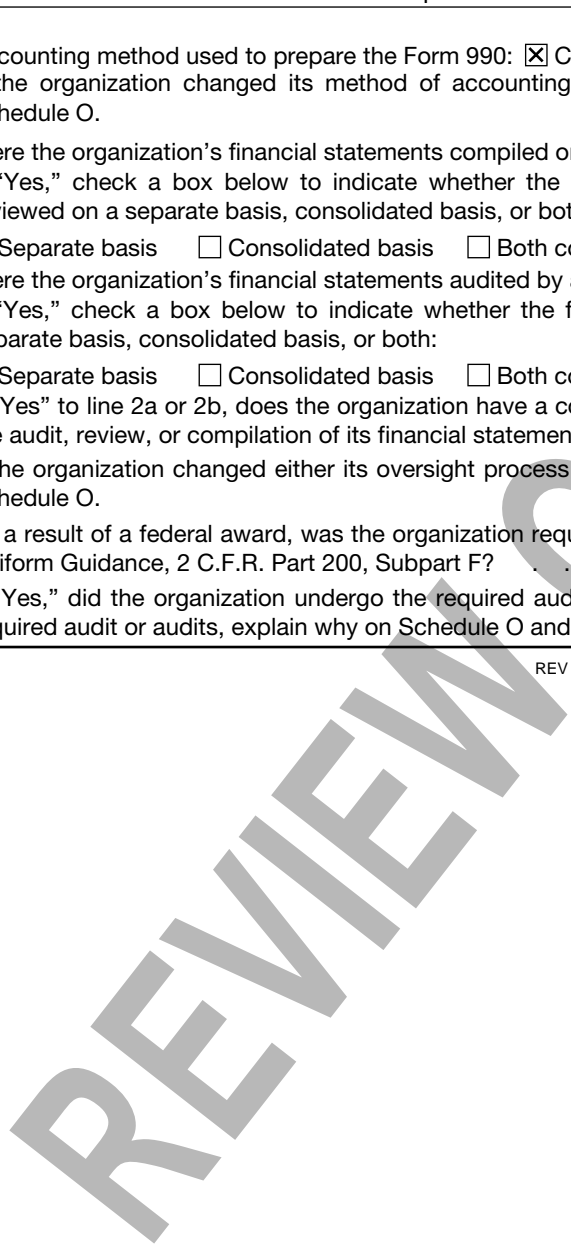 counting method used to prepare the Form 990: ☒ C
the organization changed its method of accounting
hedule O.
ere the organization's financial statements compiled o
"Yes," check a box below to indicate whether the
viewed on a separate basis, consolidated basis, or bot
Separate basis ☐ Consolidated basis ☐ Both co
ere the organization's financial statements audited by a
"Yes," check a box below to indicate whether the f
parate basis, consolidated basis, or both:
Separate basis ☐ Consolidated basis ☐ Both co
"Yes" to line 2a or 2b, does the organization have a co
e audit, review, or compilation of its financial statemen
he organization changed either its oversight process
hedule O.
a result of a federal award, was the organization requ
iform Guidance, 2 C.F.R. Part 200, Subpart F? . .
"Yes," did the organization undergo the required aud
quired audit or audits, explain why on Schedule O and
REV
REVIEW C